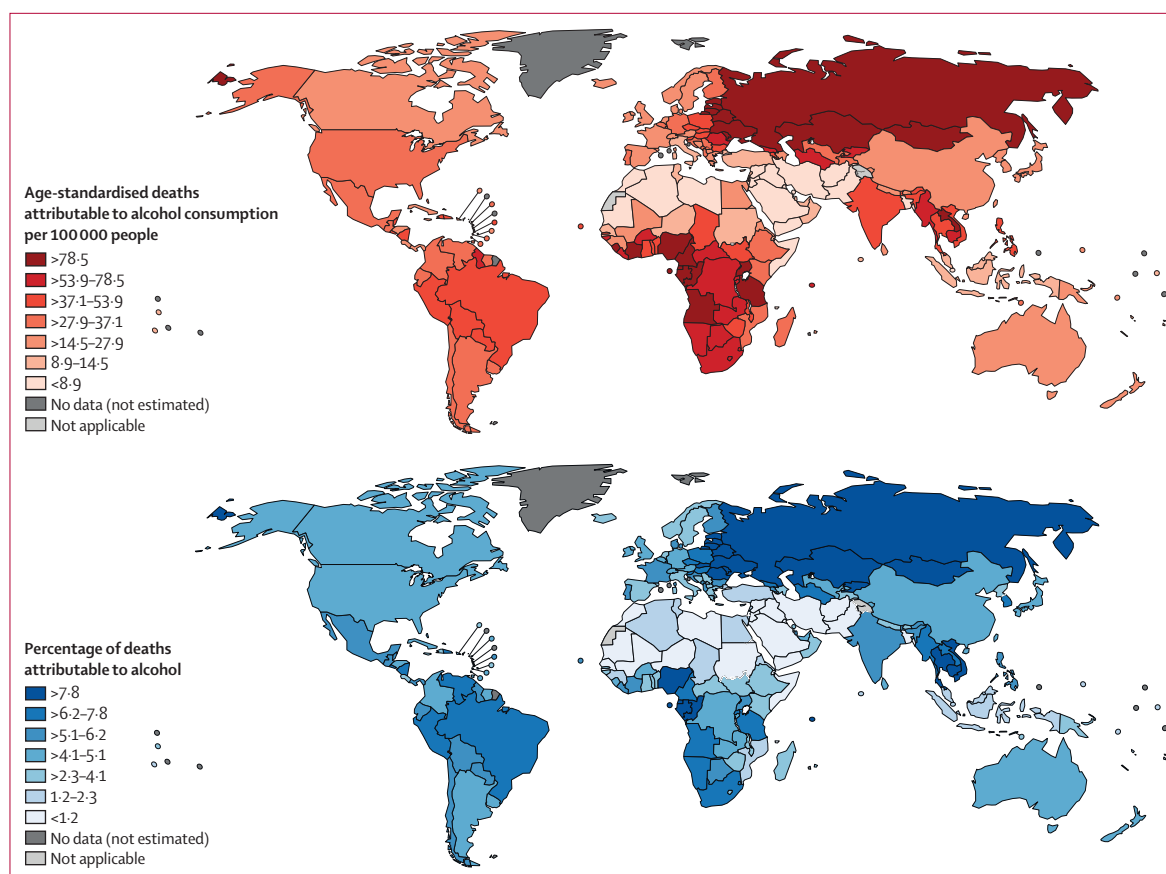 Age-standardised deaths
attributable to alcohol consumption
per 100 000 people
>78·5
>53·9–78·5
>37·1–53·9
>27·9–37·1
>14·5–27·9
8·9–14·5
<8·9
No data (not estimated)
Not applicable
Percentage of deaths
attributable to alcohol
>7·8
>6·2–7·8
>5·1–6·2
>4·1–5·1
>2·3–4·1
1·2–2·3
<1·2
No data (not estimated)
Not applicable